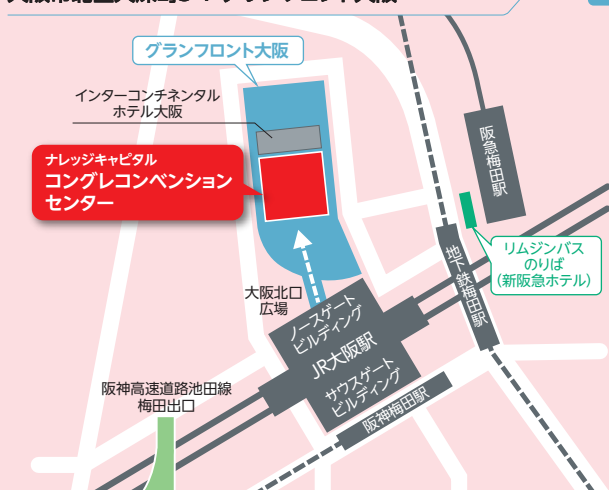 グランフロント大阪
インターコンチネンタル
ホテル大阪
ナレッジキャピタル
コングレコンベンション
センター
阪急梅田駅
リムジンバス
のりば
(新阪急ホテル)
地下鉄梅田駅
大阪北口
広場
ノースゲート
ビルディング
JR大阪駅
サウスゲート
ビルディング
阪神梅田駅
阪神高速道路池田線
梅田出口